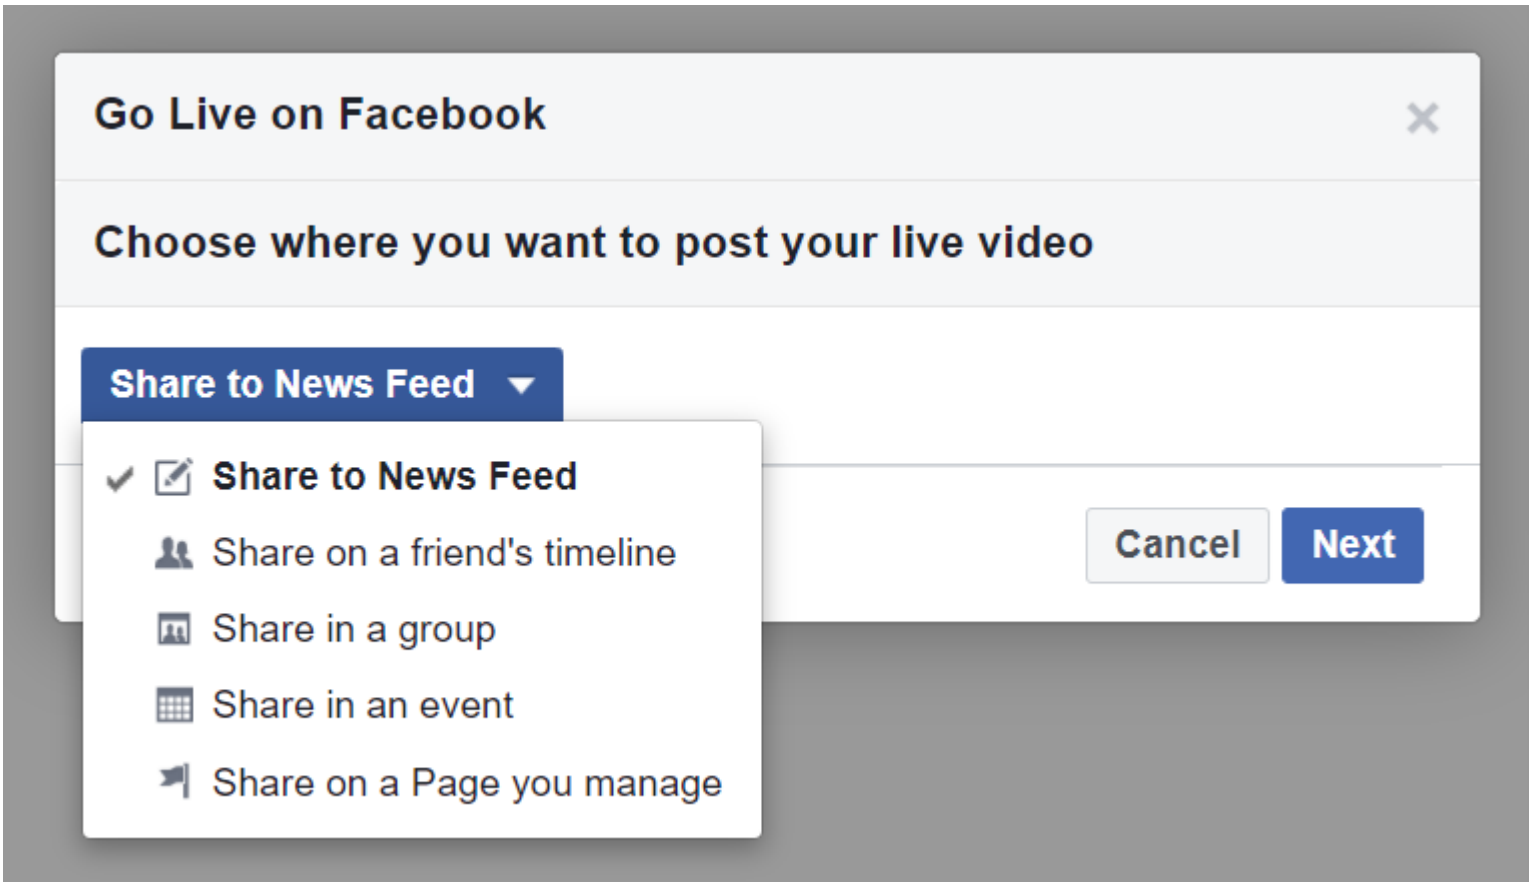 Go Live on Facebook
Choose where you want to post your live video
Share to News Feed
Share to News Feed
Share on a friend's timeline
Share in a group
Share in an event
Share on a Page you manage
Cancel
Next